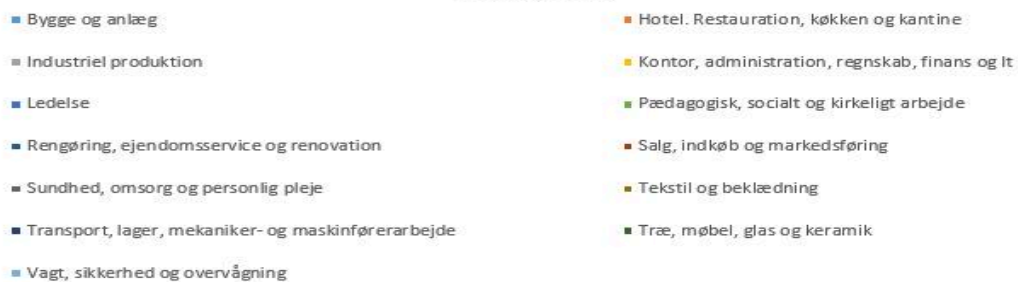 Bygge og anlæg
Hotel. Restauration, køkken og kantine
Industriel produktion
Kontor, administration, regnskab, finans og It
Ledelse
Pædagogisk, socialt og kirkeligt arbejde
Rengøring, ejendomsservice og renovation
Salg, indkøb og markedsføring
Sundhed, omsorg og personlig pleje
Tekstil og beklædning
Transport, lager, mekaniker- og maskinførerarbejde
Træ, møbel, glas og keramik
Vagt, sikkerhed og overvågning